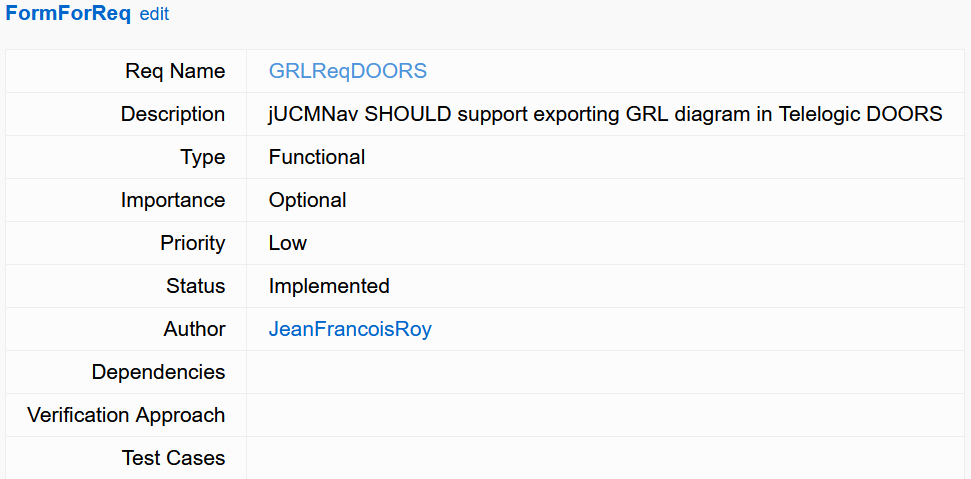 FormForReq edit
Req Name GRLReqDOORS
Description jUCMNav SHOULD support exporting GRL diagram in Telelogic DOORS
Type Functional
Importance Optional
Priority Low
Status Implemented
Author JeanFrancoisRoy
Dependencies
Verification Approach
Test Cases